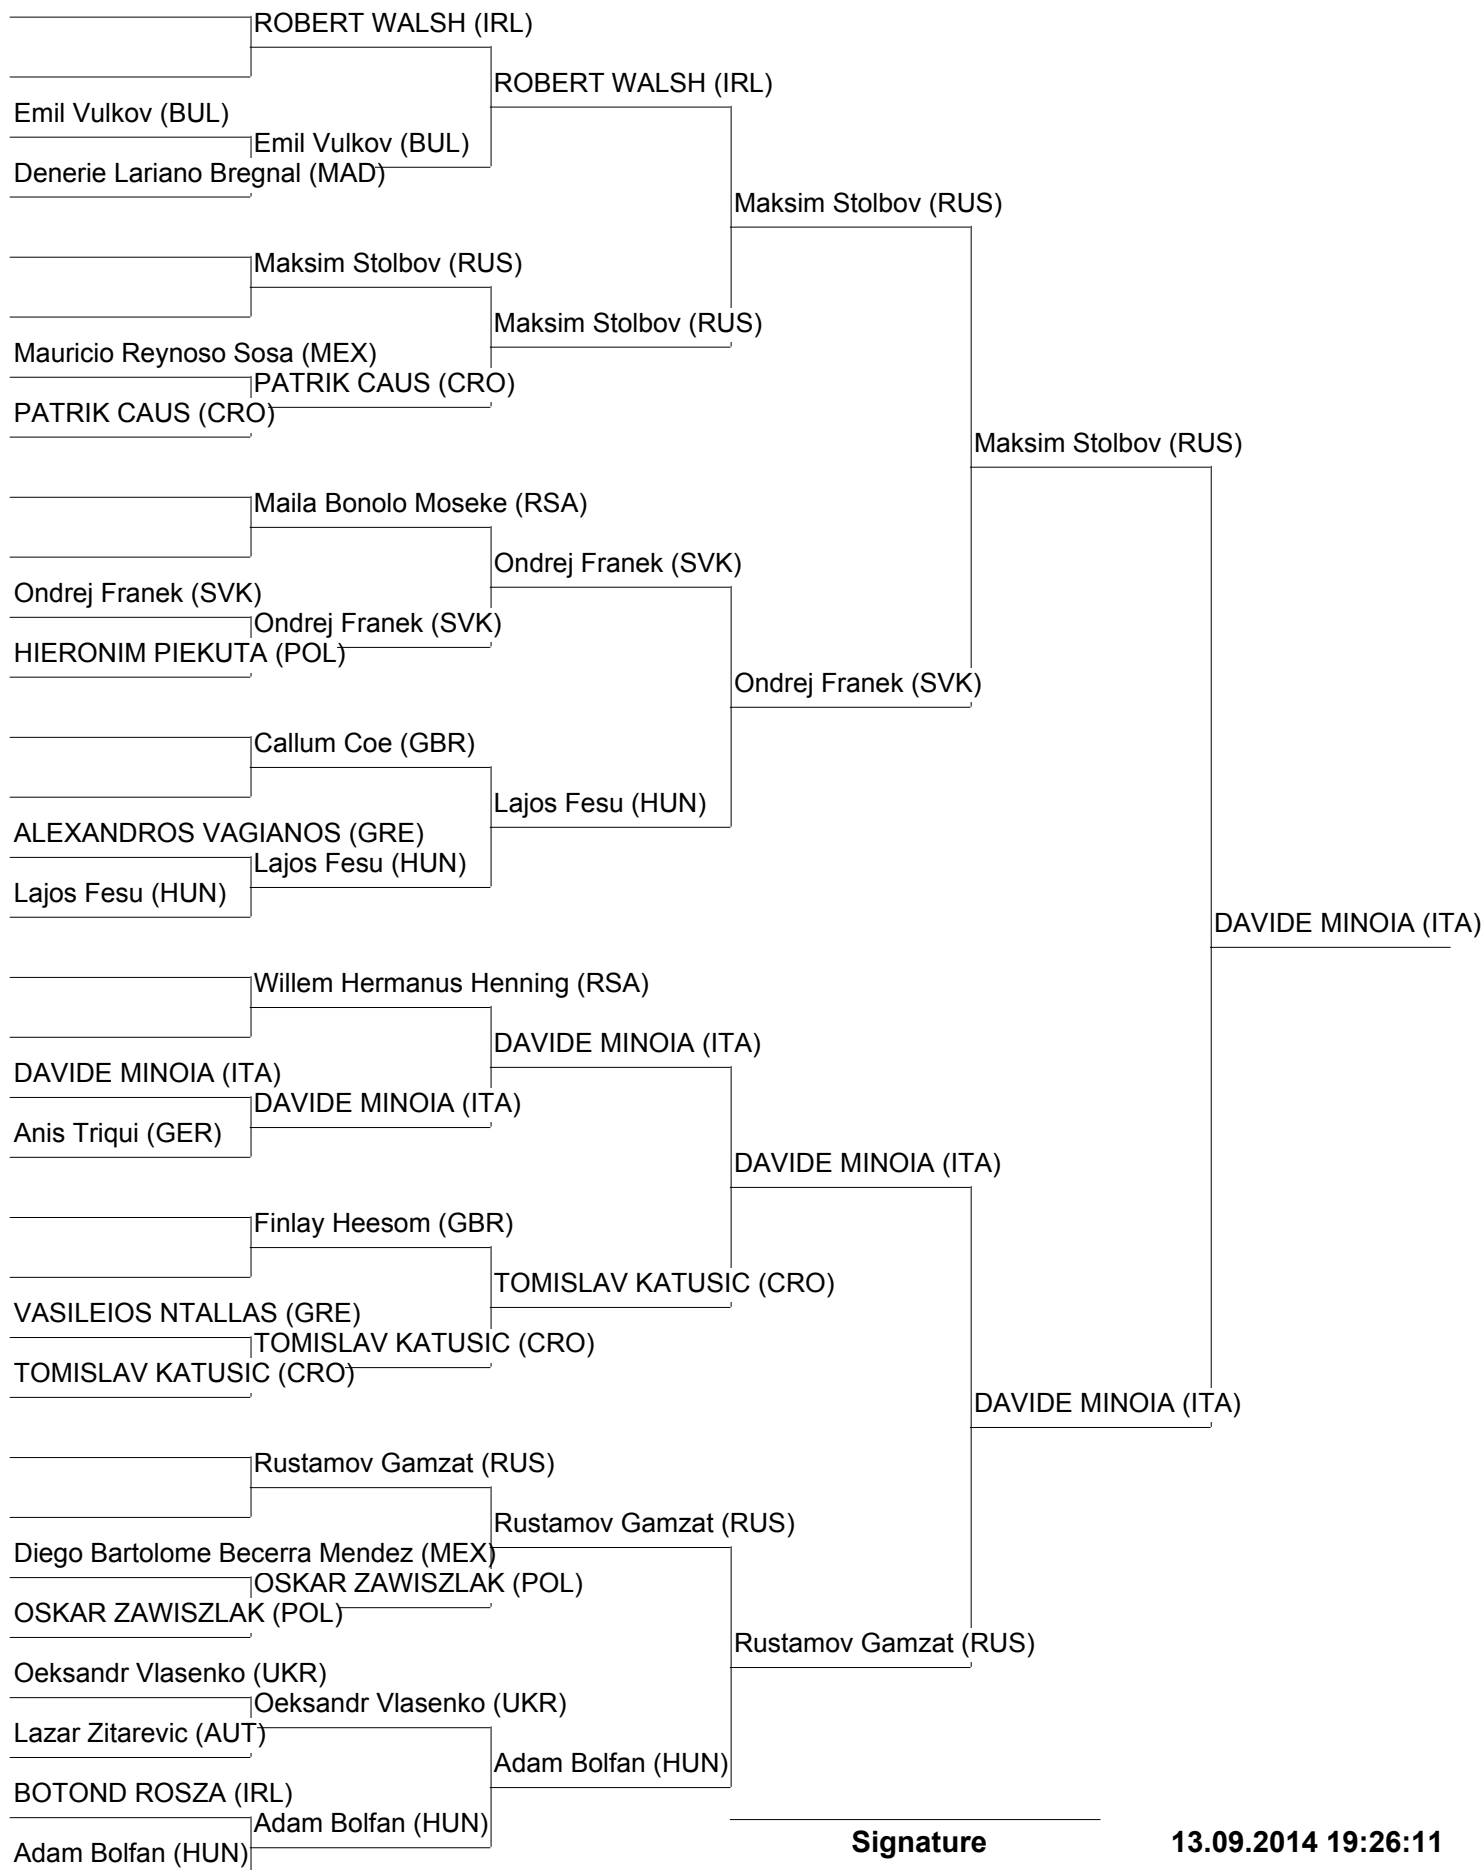 ROBERT WALSH (IRL)
ROBERT WALSH (IRL)
Emil Vulkov (BUL)
Emil Vulkov (BUL)
Denerie Lariano Bregnal (MAD)
Maksim Stolbov (RUS)
Maksim Stolbov (RUS)
Maksim Stolbov (RUS)
Mauricio Reynoso Sosa (MEX)
PATRIK CAUS (CRO)
PATRIK CAUS (CRO)
Maksim Stolbov (RUS)
Maila Bonolo Moseke (RSA)
Ondrej Franek (SVK)
Ondrej Franek (SVK)
Ondrej Franek (SVK)
HIERONIM PIEKUTA (POL)
Ondrej Franek (SVK)
Callum Coe (GBR)
Lajos Fesu (HUN)
ALEXANDROS VAGIANOS (GRE)
Lajos Fesu (HUN)
Lajos Fesu (HUN)
DAVIDE MINOIA (ITA)
Willem Hermanus Henning (RSA)
DAVIDE MINOIA (ITA)
DAVIDE MINOIA (ITA)
DAVIDE MINOIA (ITA)
Anis Triqui (GER)
DAVIDE MINOIA (ITA)
Finlay Heesom (GBR)
TOMISLAV KATUSIC (CRO)
VASILEIOS NTALLAS (GRE)
TOMISLAV KATUSIC (CRO)
TOMISLAV KATUSIC (CRO)
DAVIDE MINOIA (ITA)
Rustamov Gamzat (RUS)
Rustamov Gamzat (RUS)
Diego Bartolome Becerra Mendez (MEX)
OSKAR ZAWISZLAK (POL)
OSKAR ZAWISZLAK (POL)
Rustamov Gamzat (RUS)
Oeksandr Vlasenko (UKR)
Oeksandr Vlasenko (UKR)
Lazar Zitarevic (AUT)
Adam Bolfan (HUN)
BOTOND ROSZA (IRL)
Adam Bolfan (HUN)
Adam Bolfan (HUN)
Signature
13.09.2014 19:26:11